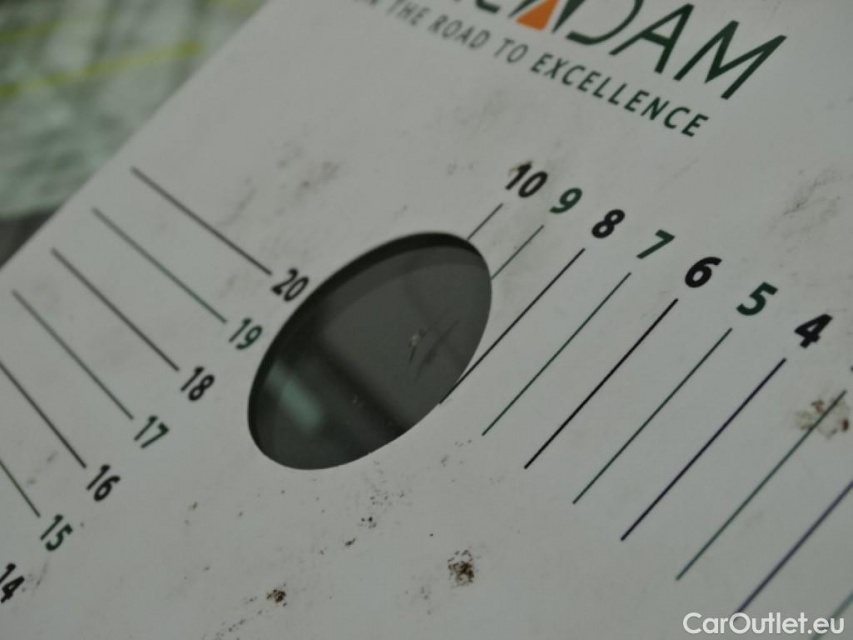 DAM
THE ROAD TO EXCELLENCE
10 9 8 7 6 5 4
20
19
18
17
16
15
14
CarOutlet.eu